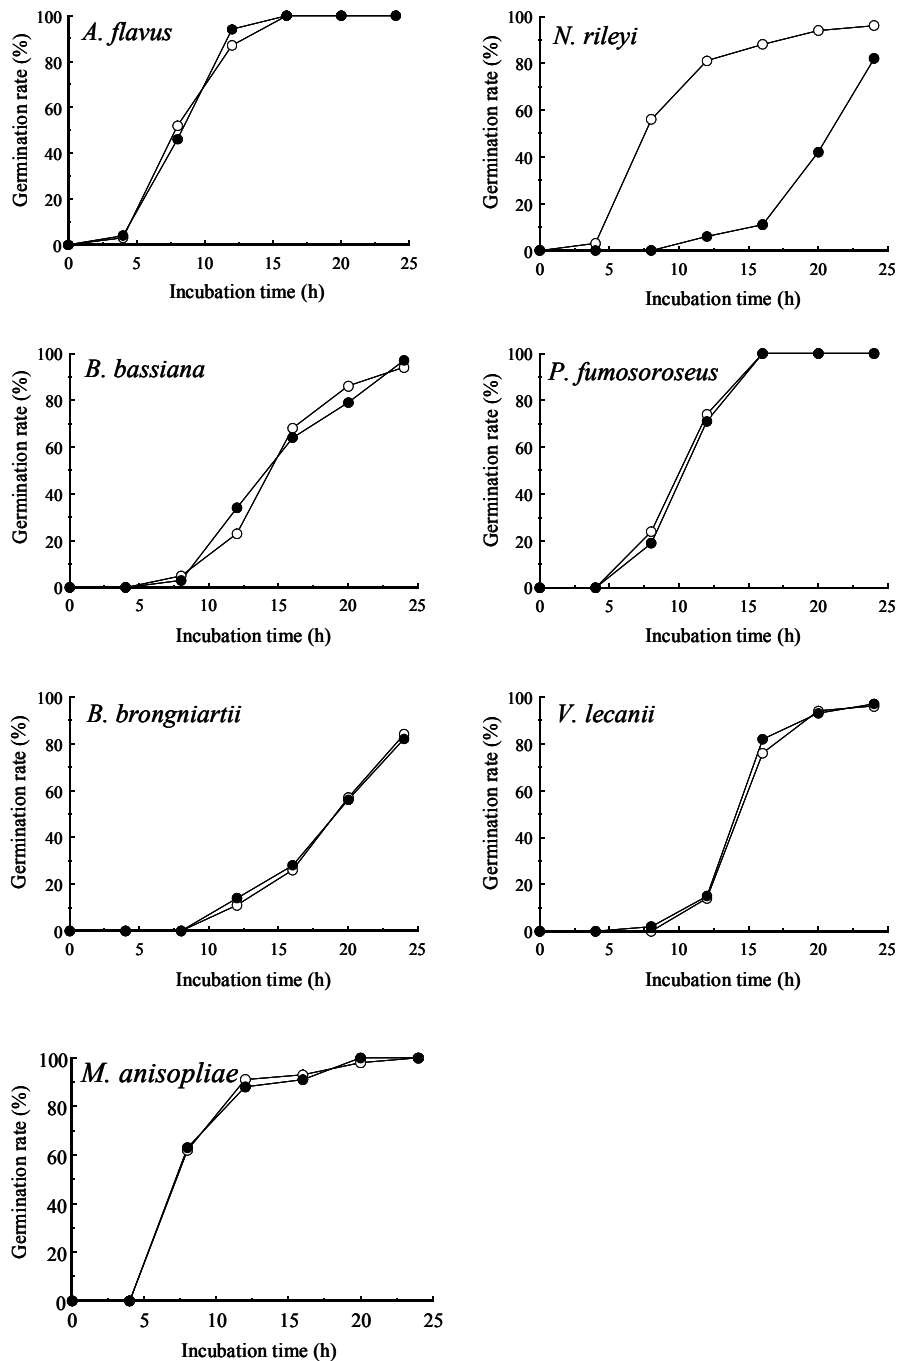 A. flavus
Germination rate (%)
100
80
60
40
20
0
0 5 10 15 20 25
Incubation time (h)
N. rileyi
Germination rate (%)
100
80
60
40
20
0
0 5 10 15 20 25
Incubation time (h)
B. bassiana
Germination rate (%)
100
80
60
40
20
0
0 5 10 15 20 25
Incubation time (h)
P. fumosoroseus
Germination rate (%)
100
80
60
40
20
0
0 5 10 15 20 25
Incubation time (h)
B. brongniartii
Germination rate (%)
100
80
60
40
20
0
0 5 10 15 20 25
Incubation time (h)
V. lecanii
Germination rate (%)
100
80
60
40
20
0
0 5 10 15 20 25
Incubation time (h)
M. anisopliae
Germination rate (%)
100
80
60
40
20
0
0 5 10 15 20 25
Incubation time (h)